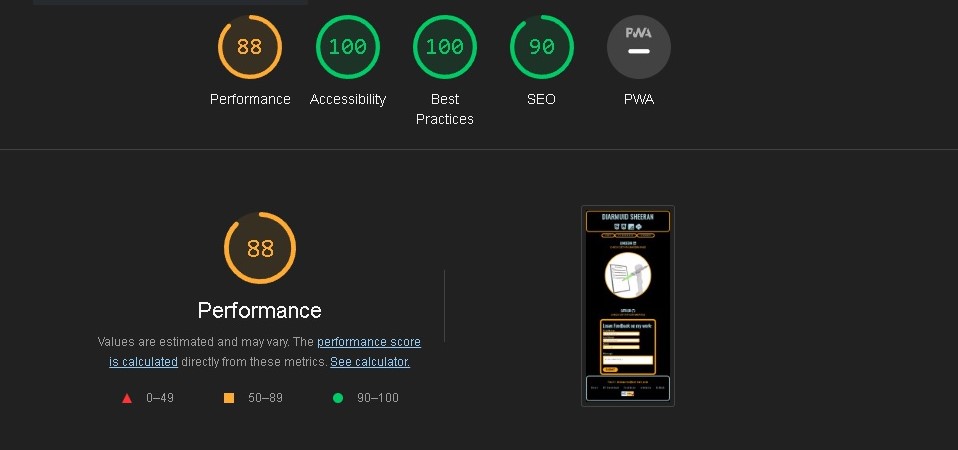 88
100
100
90
PWA
Performance
Accessibility
Best
Practices
SEO
PWA
88
Performance
Values are estimated and may vary. The performance score
is calculated directly from these metrics. See calculator.
0–49
50–89
90–100
DIARMUID SHEERAN
Leave Feedback on my work